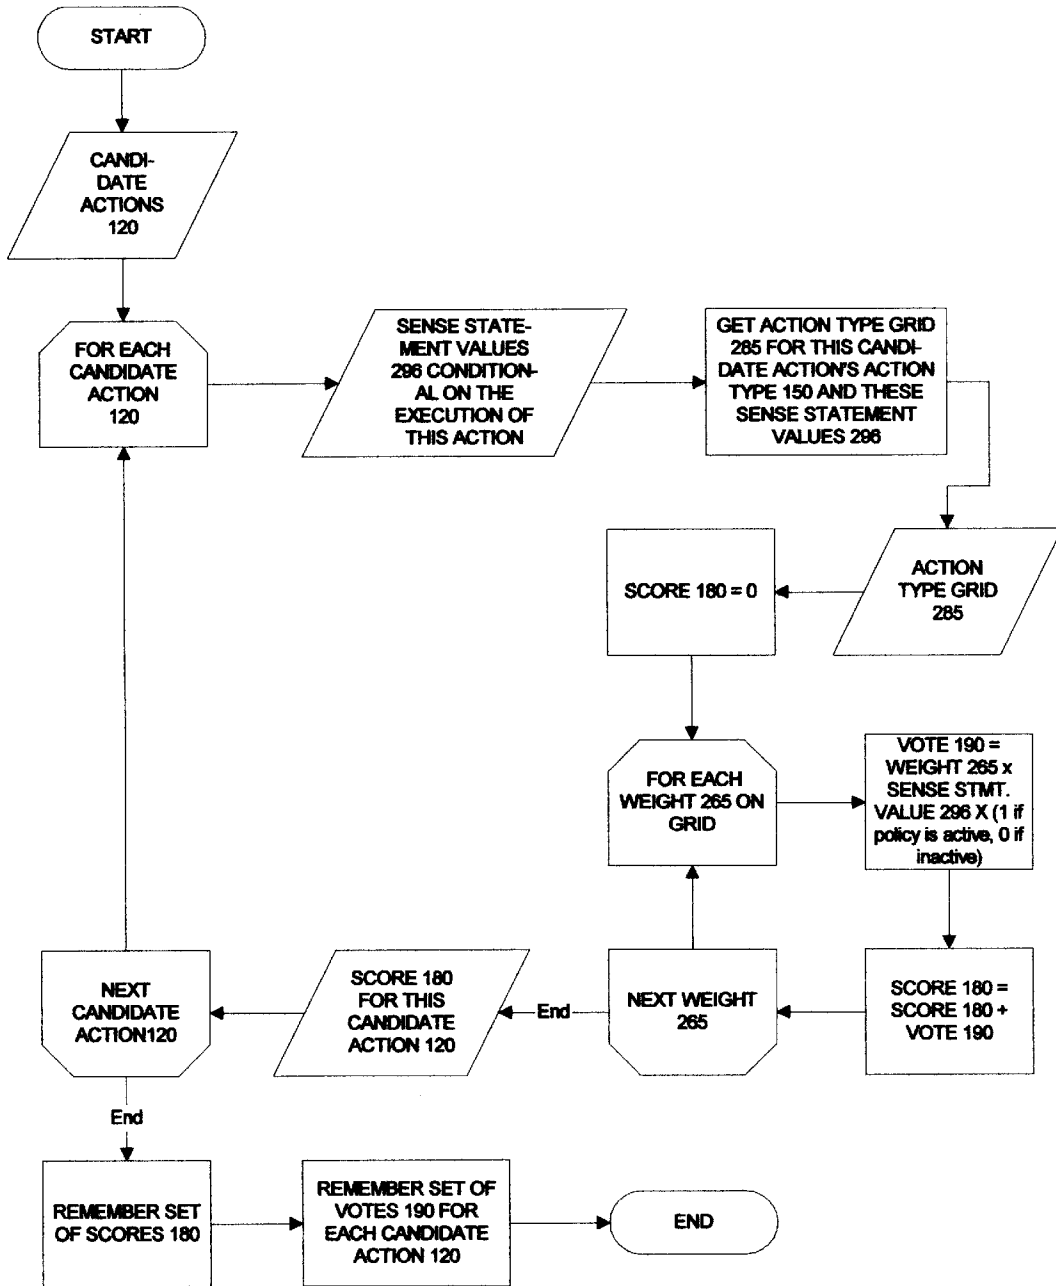 START
CANDI-
DATE
ACTIONS
120
FOR EACH
CANDIDATE
ACTION
120
SENSE STATE-
MENT VALUES
296 CONDITION-
AL ON THE
EXECUTION OF
THIS ACTION
GET ACTION TYPE GRID
285 FOR THIS CANDI-
DATE ACTION'S ACTION
TYPE 150 AND THESE
SENSE STATEMENT
VALUES 296
ACTION
TYPE GRID
285
SCORE 180 = 0
FOR EACH
WEIGHT 265 ON
GRID
VOTE 190 =
WEIGHT 265 x
SENSE STMT.
VALUE 296 X (1 if
policy is active, 0 if
inactive)
SCORE 180 =
SCORE 180 +
VOTE 190
NEXT WEIGHT
265
End
SCORE 180
FOR THIS
CANDIDATE
ACTION 120
NEXT
CANDIDATE
ACTION120
End
REMEMBER SET
OF SCORES 180
REMEMBER SET OF
VOTES 190 FOR
EACH CANDIDATE
ACTION 120
END